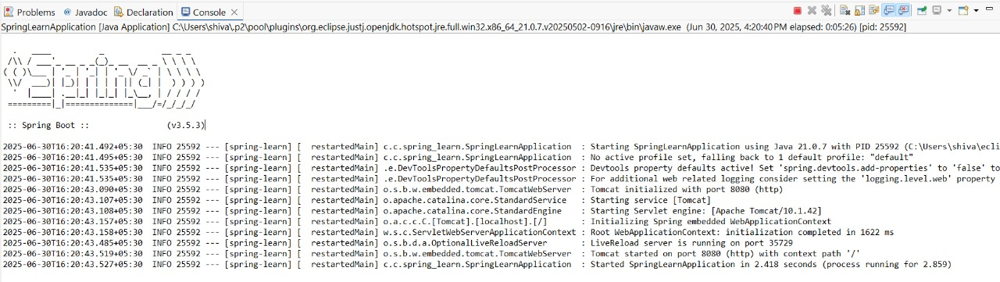 Problems @ Javadoc Declaration Console
SpringLearnApplication [Java Application] C:\Users\shiva\.p2\pool\plugins\org.eclipse.justj.openjdk.hotspot.jre.full.win32.x86_64_21.0.7.v20250502-0916\jre\bin\javaw.exe (Jun 30, 2025, 4:20:40 PM elapsed: 0:05:26) [pid: 25592]
  .   ____          _            __ _ _
 /\\ / ___'_ __ _ _(_)_ __  __ _ \ \ \ \
( ( )\___ | '_ | '_| | '_ \/ _` | \ \ \ \
 \\/  ___)| |_)| | | | | || (_| |  ) ) ) )
  '  |____| .__|_| |_|_| |_\__, | / / / /
 =========|_|==============|___/=/_/_/_/
 :: Spring Boot ::                (v3.5.3)
2025-06-30T16:20:41.492+05:30  INFO 25592 --- [spring-learn] [  restartedMain] c.c.spring_learn.SpringLearnApplication  : Starting SpringLearnApplication using Java 21.0.7 with PID 25592 (C:\Users\shiva\ecli
2025-06-30T16:20:41.495+05:30  INFO 25592 --- [spring-learn] [  restartedMain] c.c.spring_learn.SpringLearnApplication  : No active profile set, falling back to 1 default profile: "default"
2025-06-30T16:20:41.535+05:30  INFO 25592 --- [spring-learn] [  restartedMain] .e.DevToolsPropertyDefaultsPostProcessor : Devtools property defaults active! Set 'spring.devtools.add-properties' to 'false' to
2025-06-30T16:20:41.535+05:30  INFO 25592 --- [spring-learn] [  restartedMain] .e.DevToolsPropertyDefaultsPostProcessor : For additional web related logging consider setting the 'logging.level.web' property
2025-06-30T16:20:43.090+05:30  INFO 25592 --- [spring-learn] [  restartedMain] o.s.b.w.embedded.tomcat.TomcatWebServer  : Tomcat initialized with port 8080 (http)
2025-06-30T16:20:43.107+05:30  INFO 25592 --- [spring-learn] [  restartedMain] o.apache.catalina.core.StandardService   : Starting service [Tomcat]
2025-06-30T16:20:43.108+05:30  INFO 25592 --- [spring-learn] [  restartedMain] o.apache.catalina.core.StandardEngine    : Starting Servlet engine: [Apache Tomcat/10.1.42]
2025-06-30T16:20:43.157+05:30  INFO 25592 --- [spring-learn] [  restartedMain] o.a.c.c.C.[Tomcat].[localhost].[/]       : Initializing Spring embedded WebApplicationContext
2025-06-30T16:20:43.158+05:30  INFO 25592 --- [spring-learn] [  restartedMain] w.s.c.ServletWebServerApplicationContext : Root WebApplicationContext: initialization completed in 1622 ms
2025-06-30T16:20:43.485+05:30  INFO 25592 --- [spring-learn] [  restartedMain] o.s.b.d.a.OptionalLiveReloadServer       : LiveReload server is running on port 35729
2025-06-30T16:20:43.519+05:30  INFO 25592 --- [spring-learn] [  restartedMain] o.s.b.w.embedded.tomcat.TomcatWebServer  : Tomcat started on port 8080 (http) with context path '/'
2025-06-30T16:20:43.527+05:30  INFO 25592 --- [spring-learn] [  restartedMain] c.c.spring_learn.SpringLearnApplication  : Started SpringLearnApplication in 2.418 seconds (process running for 2.859)